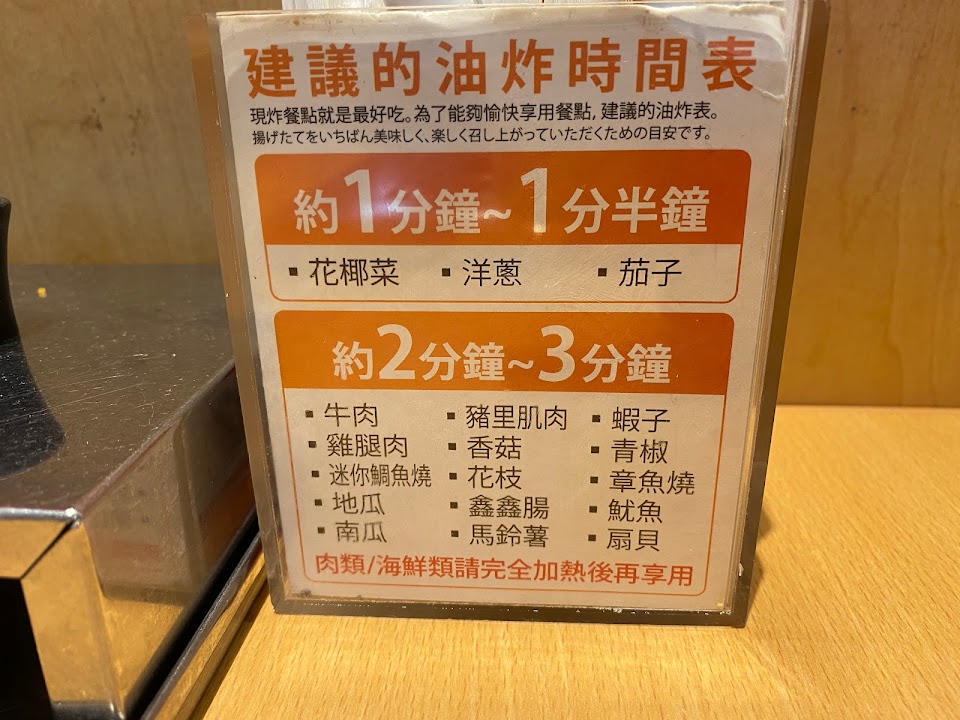 建議的油炸時間表
現炸餐點就是最好吃。為了能夠愉快享用餐點, 建議的油炸表。
揚げたてをいちばん美味しく、楽しく召し上がっていただくための目安です。
約1分鐘~1分半鐘
▪ 花椰菜 ▪ 洋蔥 ▪ 茄子
約2分鐘~3分鐘
▪ 牛肉 ▪ 豬里肌肉 ▪ 蝦子
▪ 雞腿肉 ▪ 香菇 ▪ 青椒
▪ 迷你鯛魚燒 ▪ 花枝 ▪ 章魚燒
▪ 地瓜 ▪ 鑫鑫腸 ▪ 魷魚
▪ 南瓜 ▪ 馬鈴薯 ▪ 扇貝
肉類/海鮮類請完全加熱後再享用